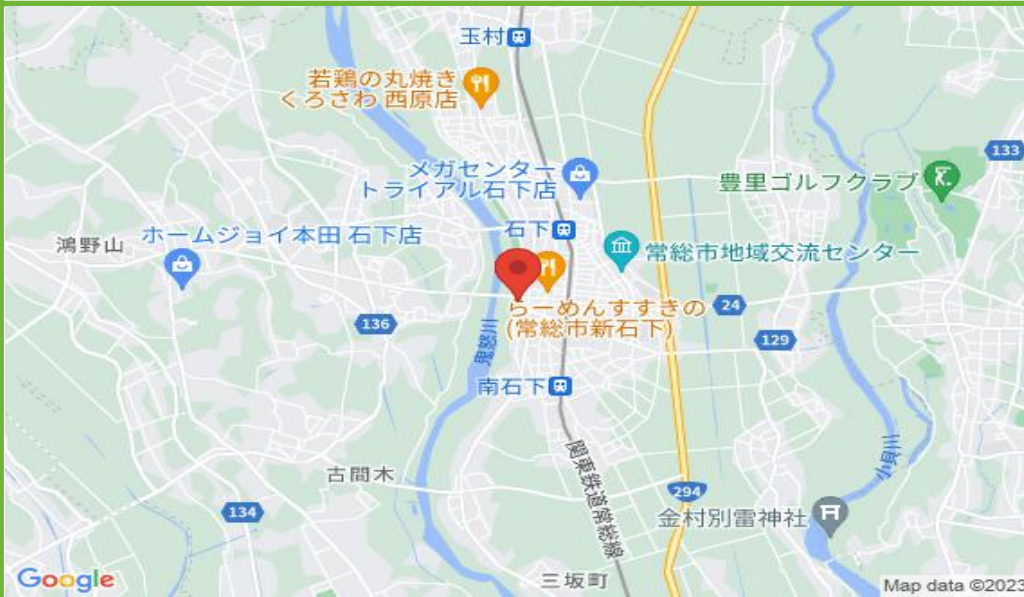 玉村
若鶏の丸焼き
くろさわ 西原店
133
メガセンター
トライアル石下店
豊里ゴルフクラブ
鴻野山
ホームジョイ本田 石下店
石下
常総市地域交流センター
らーめんすすきの
(常総市新石下)
24
136
129
鬼怒川
南石下
関東鉄道常総線
古間木
小貝川
294
134
金村別雷神社
三坂町
Google
Map data ©2023